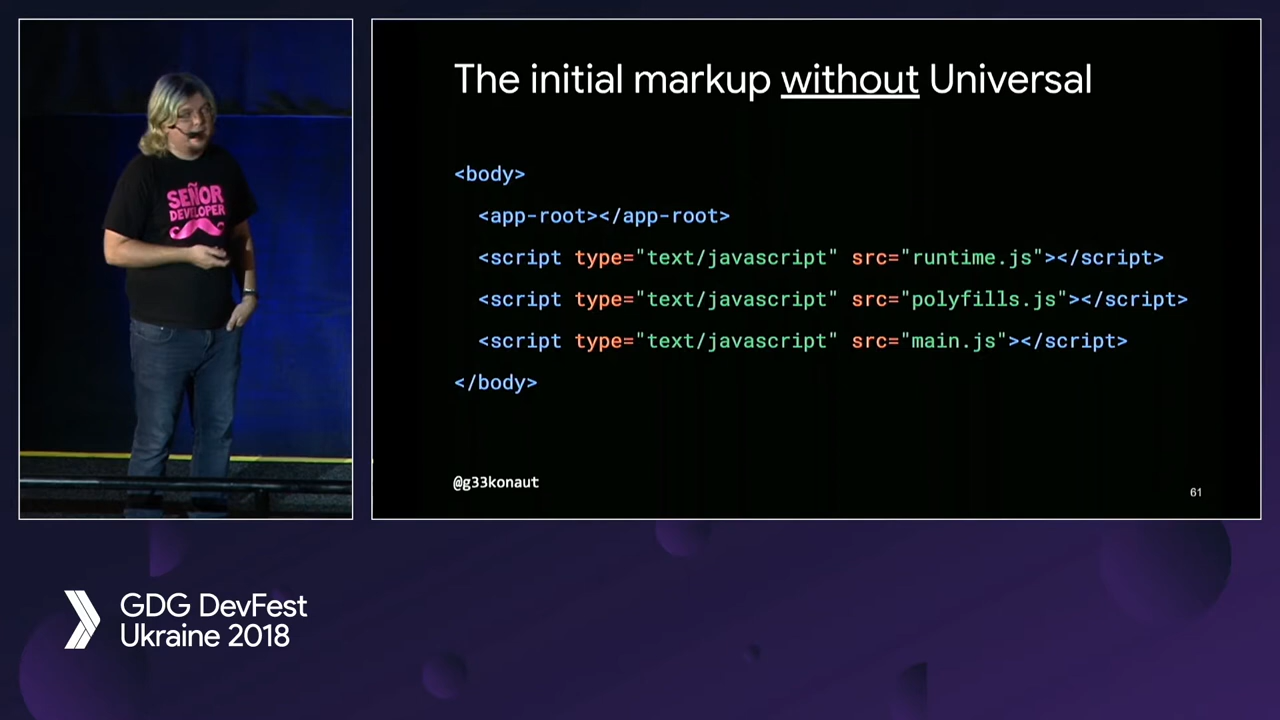 SEÑOR
DEVELOPER
The initial markup without Universal
<body>
<app-root></app-root>
<script type="text/javascript" src="runtime.js"></script>
<script type="text/javascript" src="polyfills.js"></script>
<script type="text/javascript" src="main.js"></script>
</body>
@g33konaut
61
GDG DevFest
Ukraine 2018